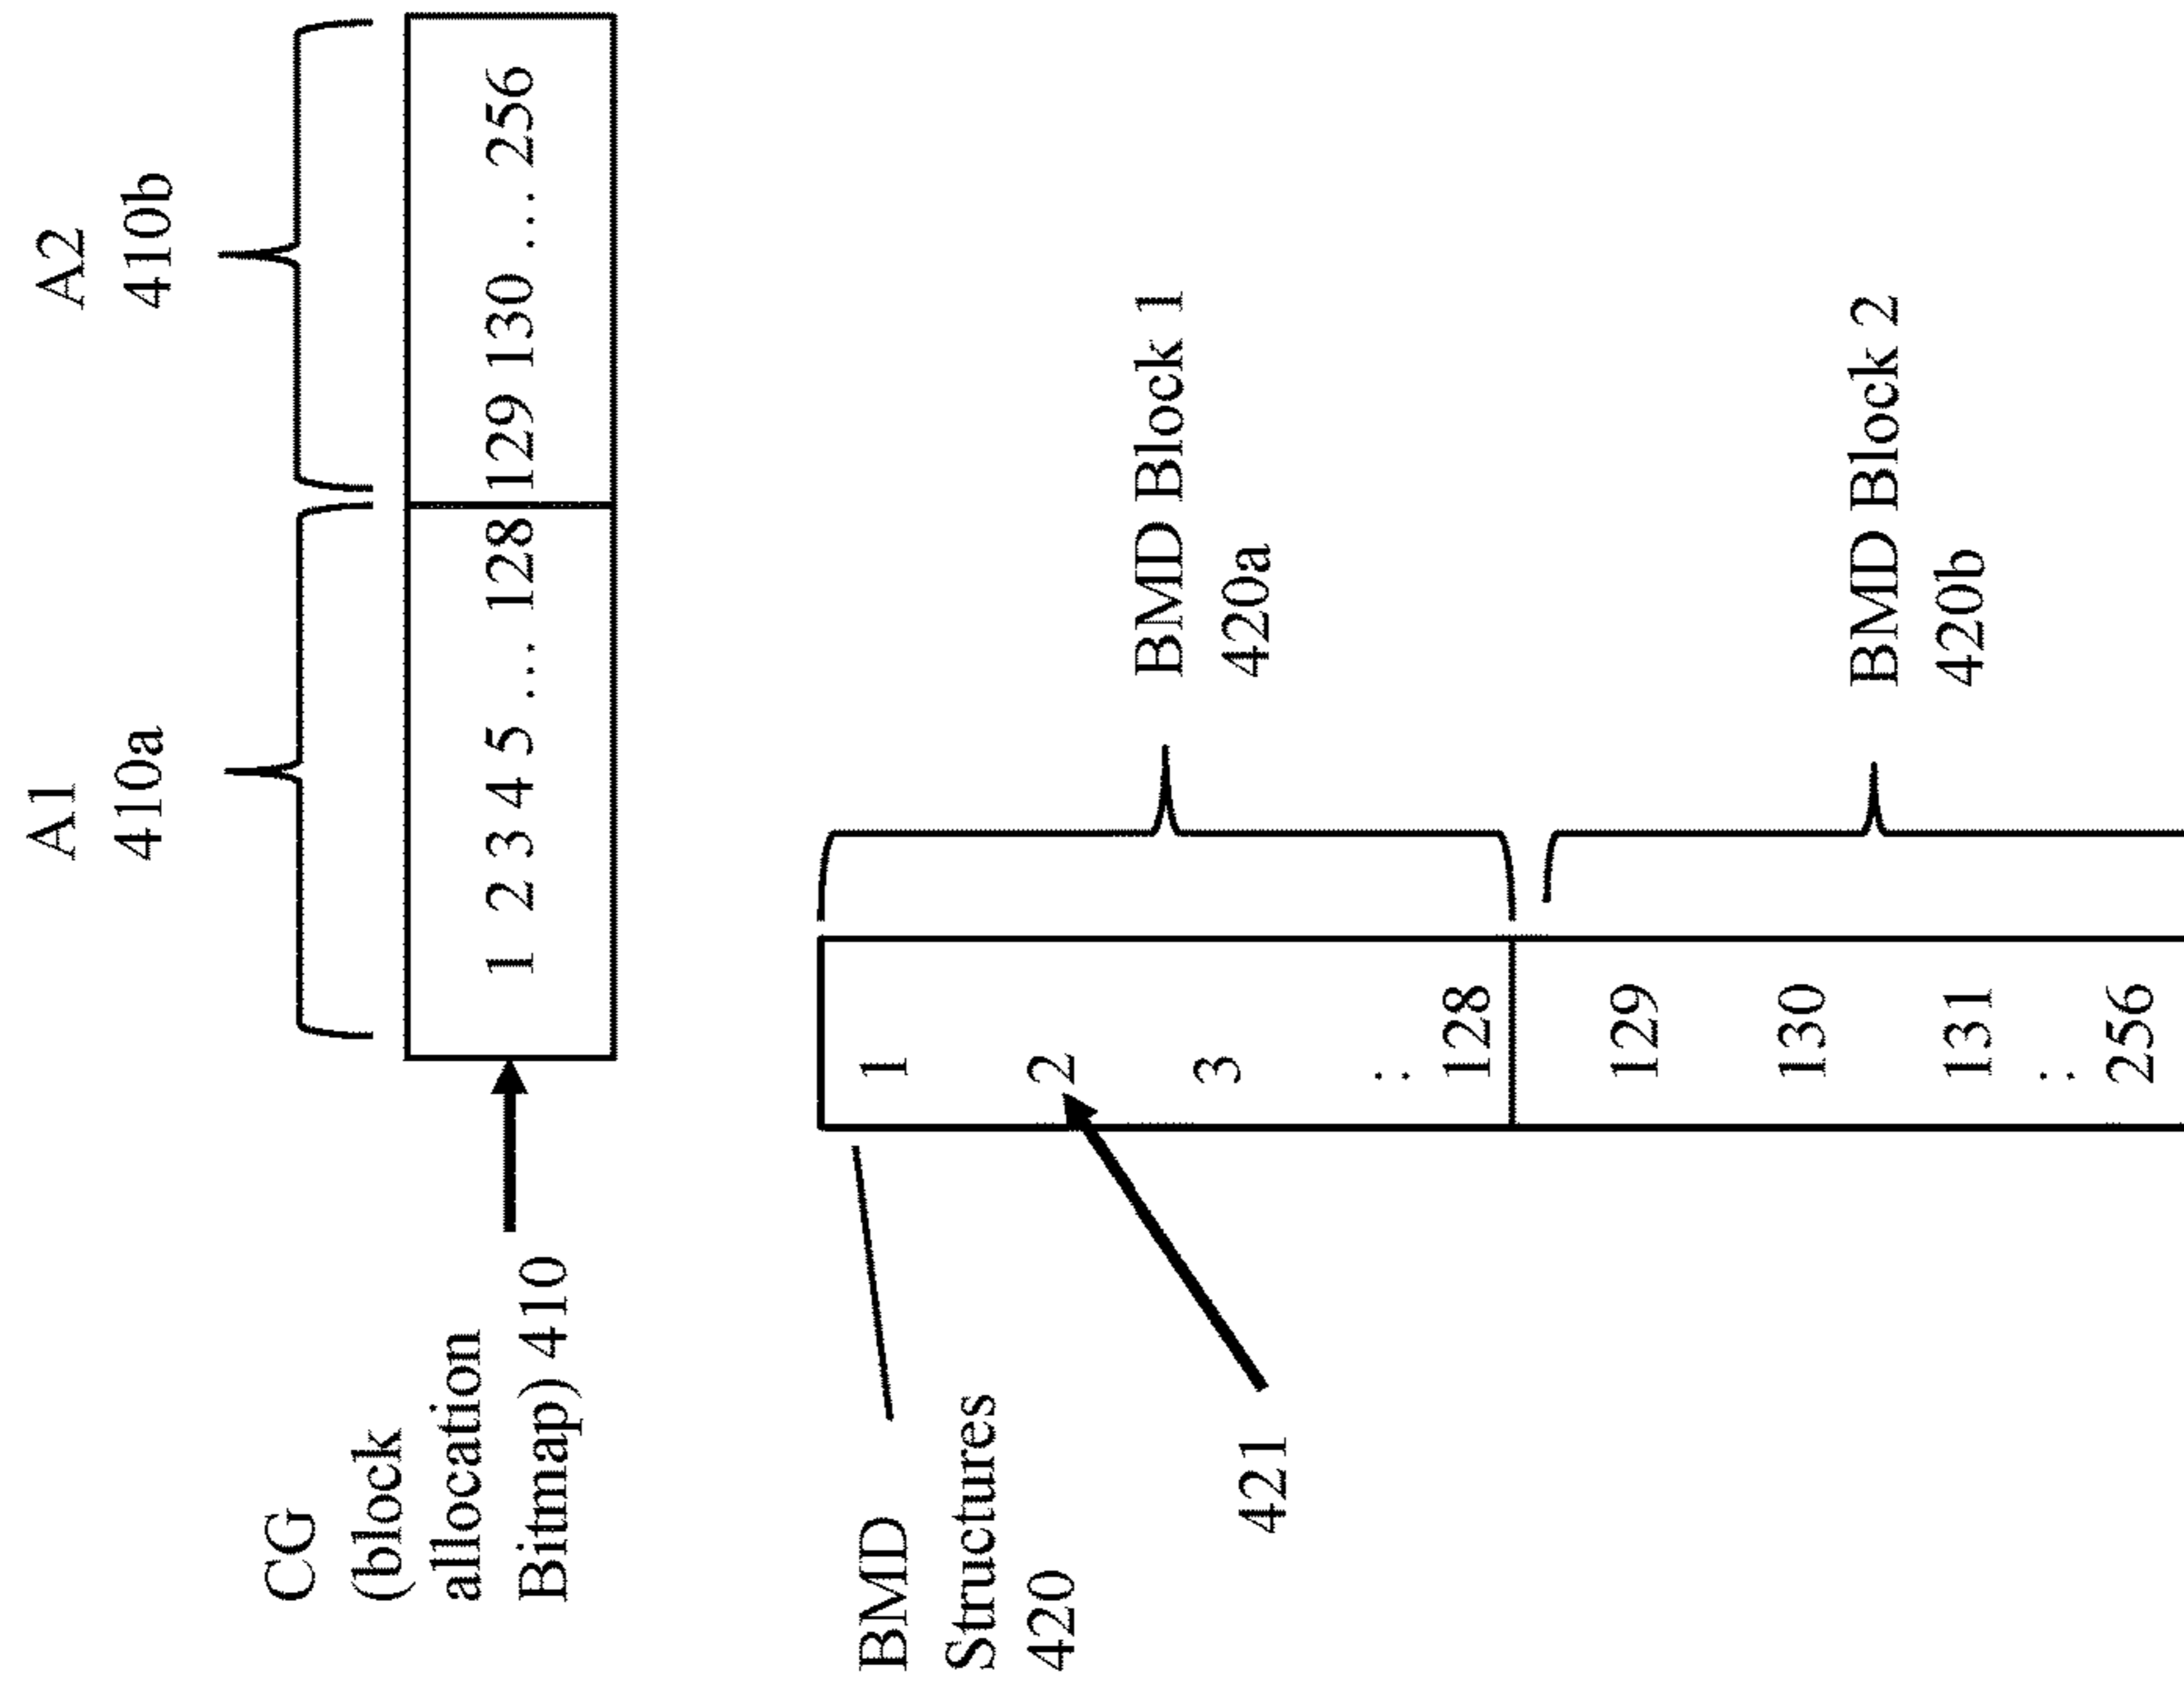 A1
410a
A2
410b
CG
(block
allocation
Bitmap) 410
1 2 3 4 5 ... 128
129 130 ... 256
BMD
Structures
420
421
1
2
3
:
128
129
130
131
:
256
BMD Block 1
420a
BMD Block 2
420b